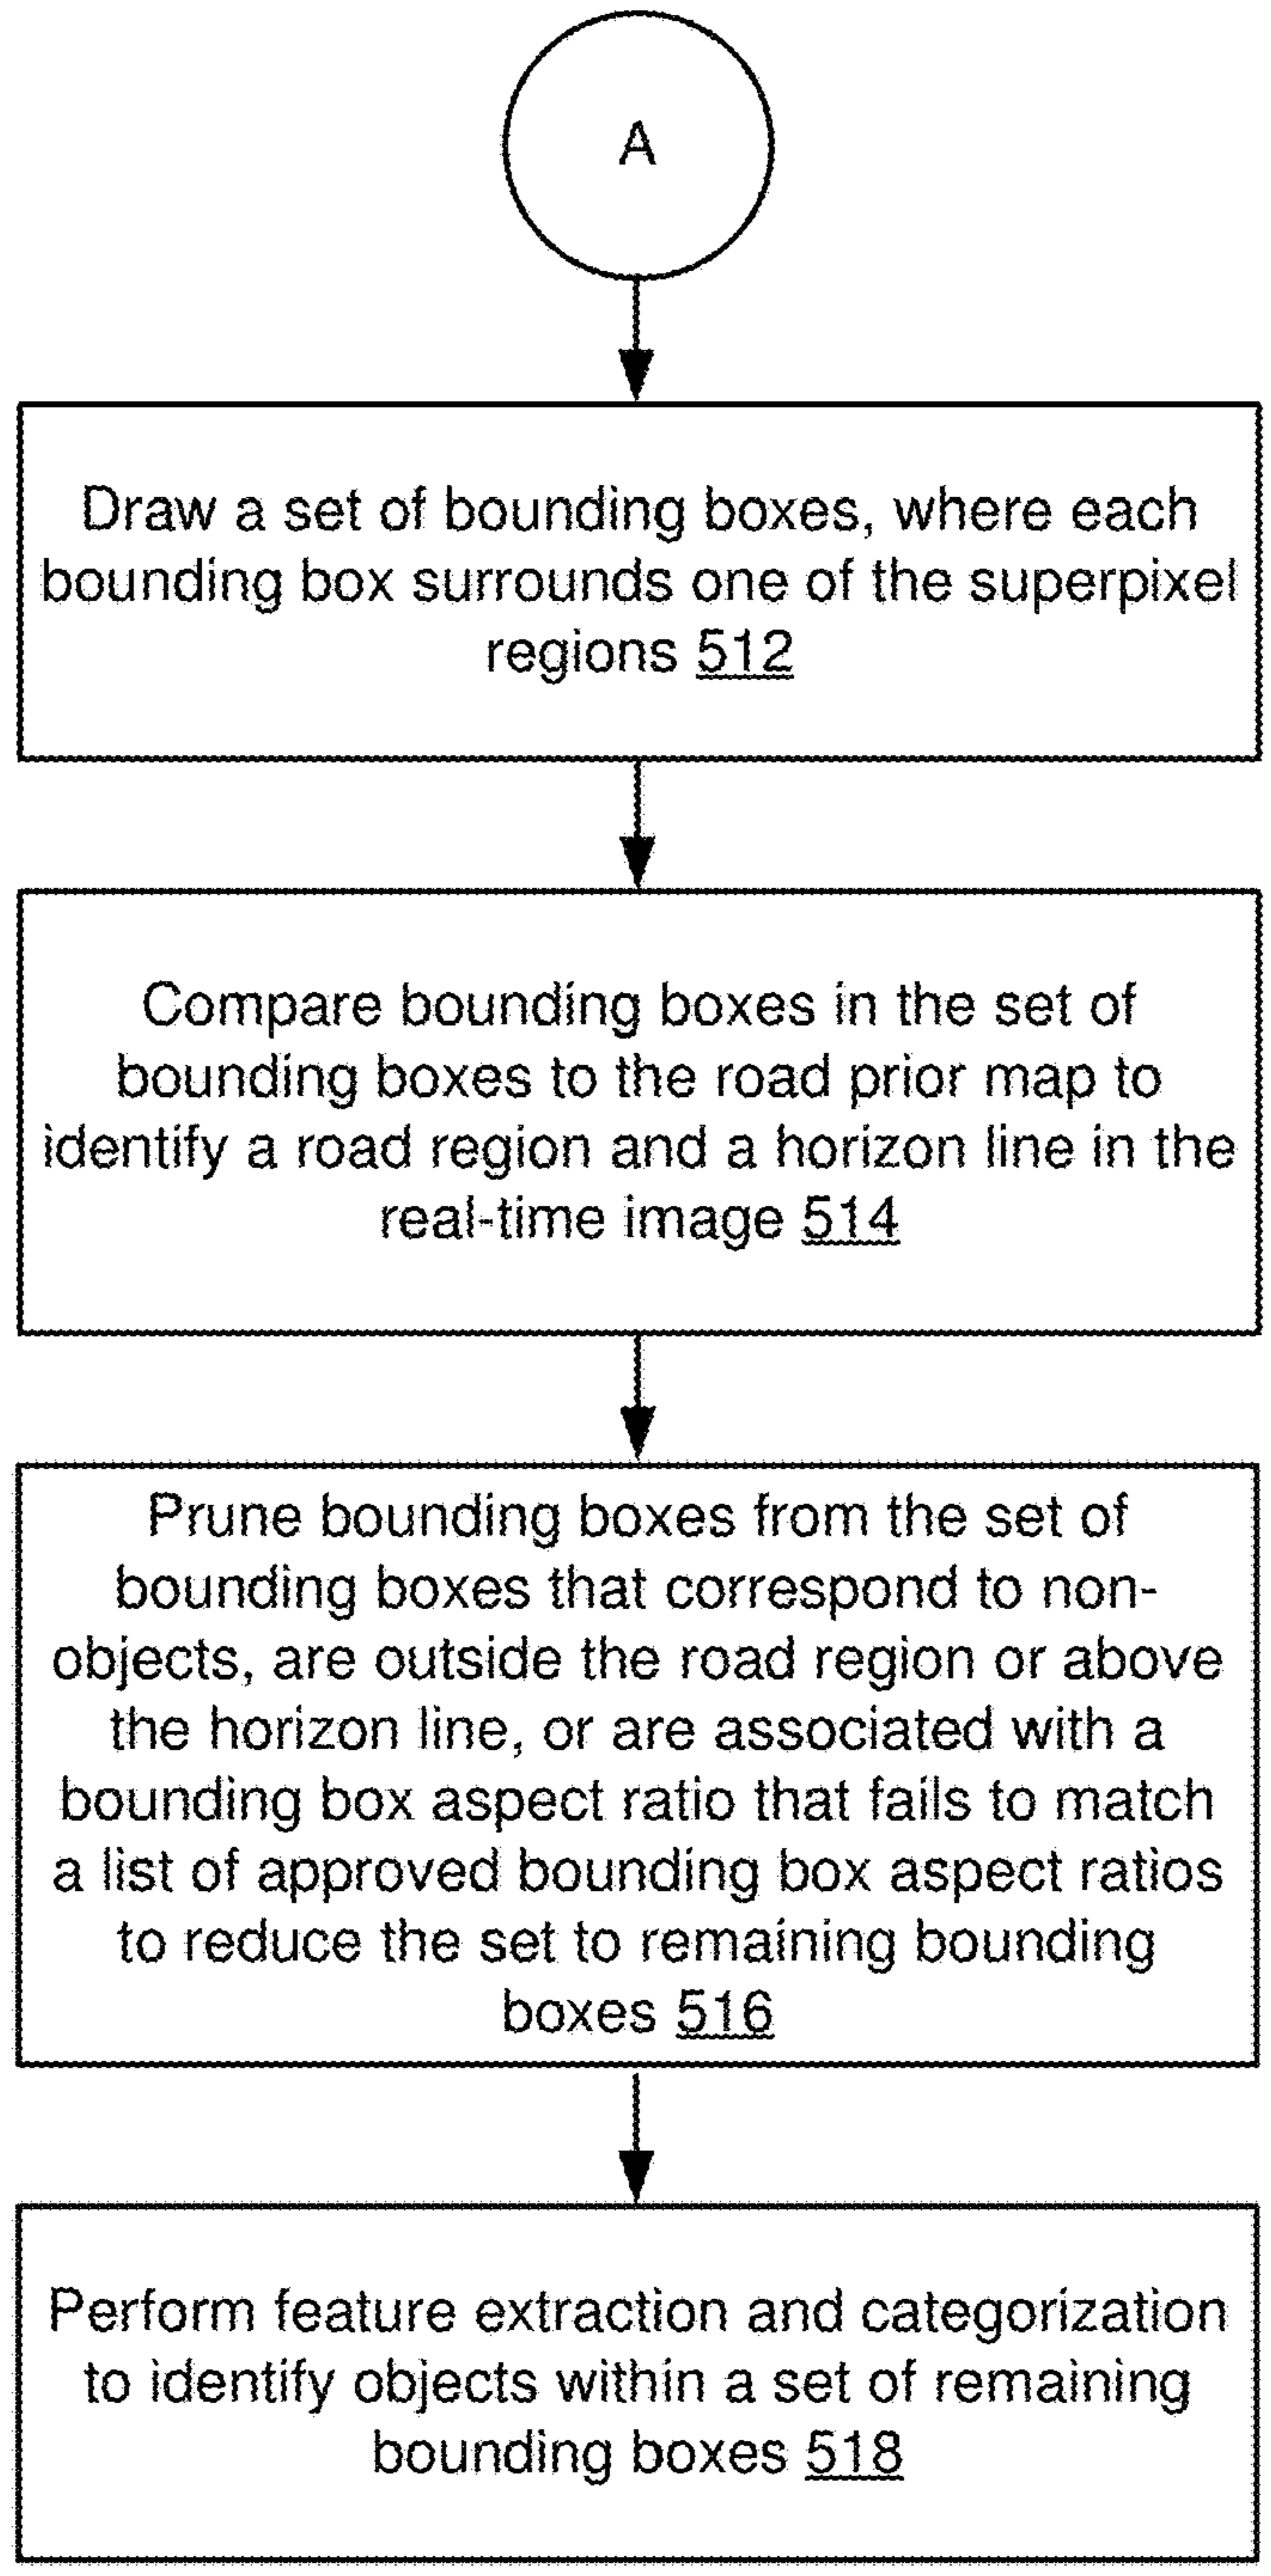 A
Draw a set of bounding boxes, where each
bounding box surrounds one of the superpixel
regions 512
Compare bounding boxes in the set of
bounding boxes to the road prior map to
identify a road region and a horizon line in the
real-time image 514
Prune bounding boxes from the set of
bounding boxes that correspond to non-
objects, are outside the road region or above
the horizon line, or are associated with a
bounding box aspect ratio that fails to match
a list of approved bounding box aspect ratios
to reduce the set to remaining bounding
boxes 516
Perform feature extraction and categorization
to identify objects within a set of remaining
bounding boxes 518